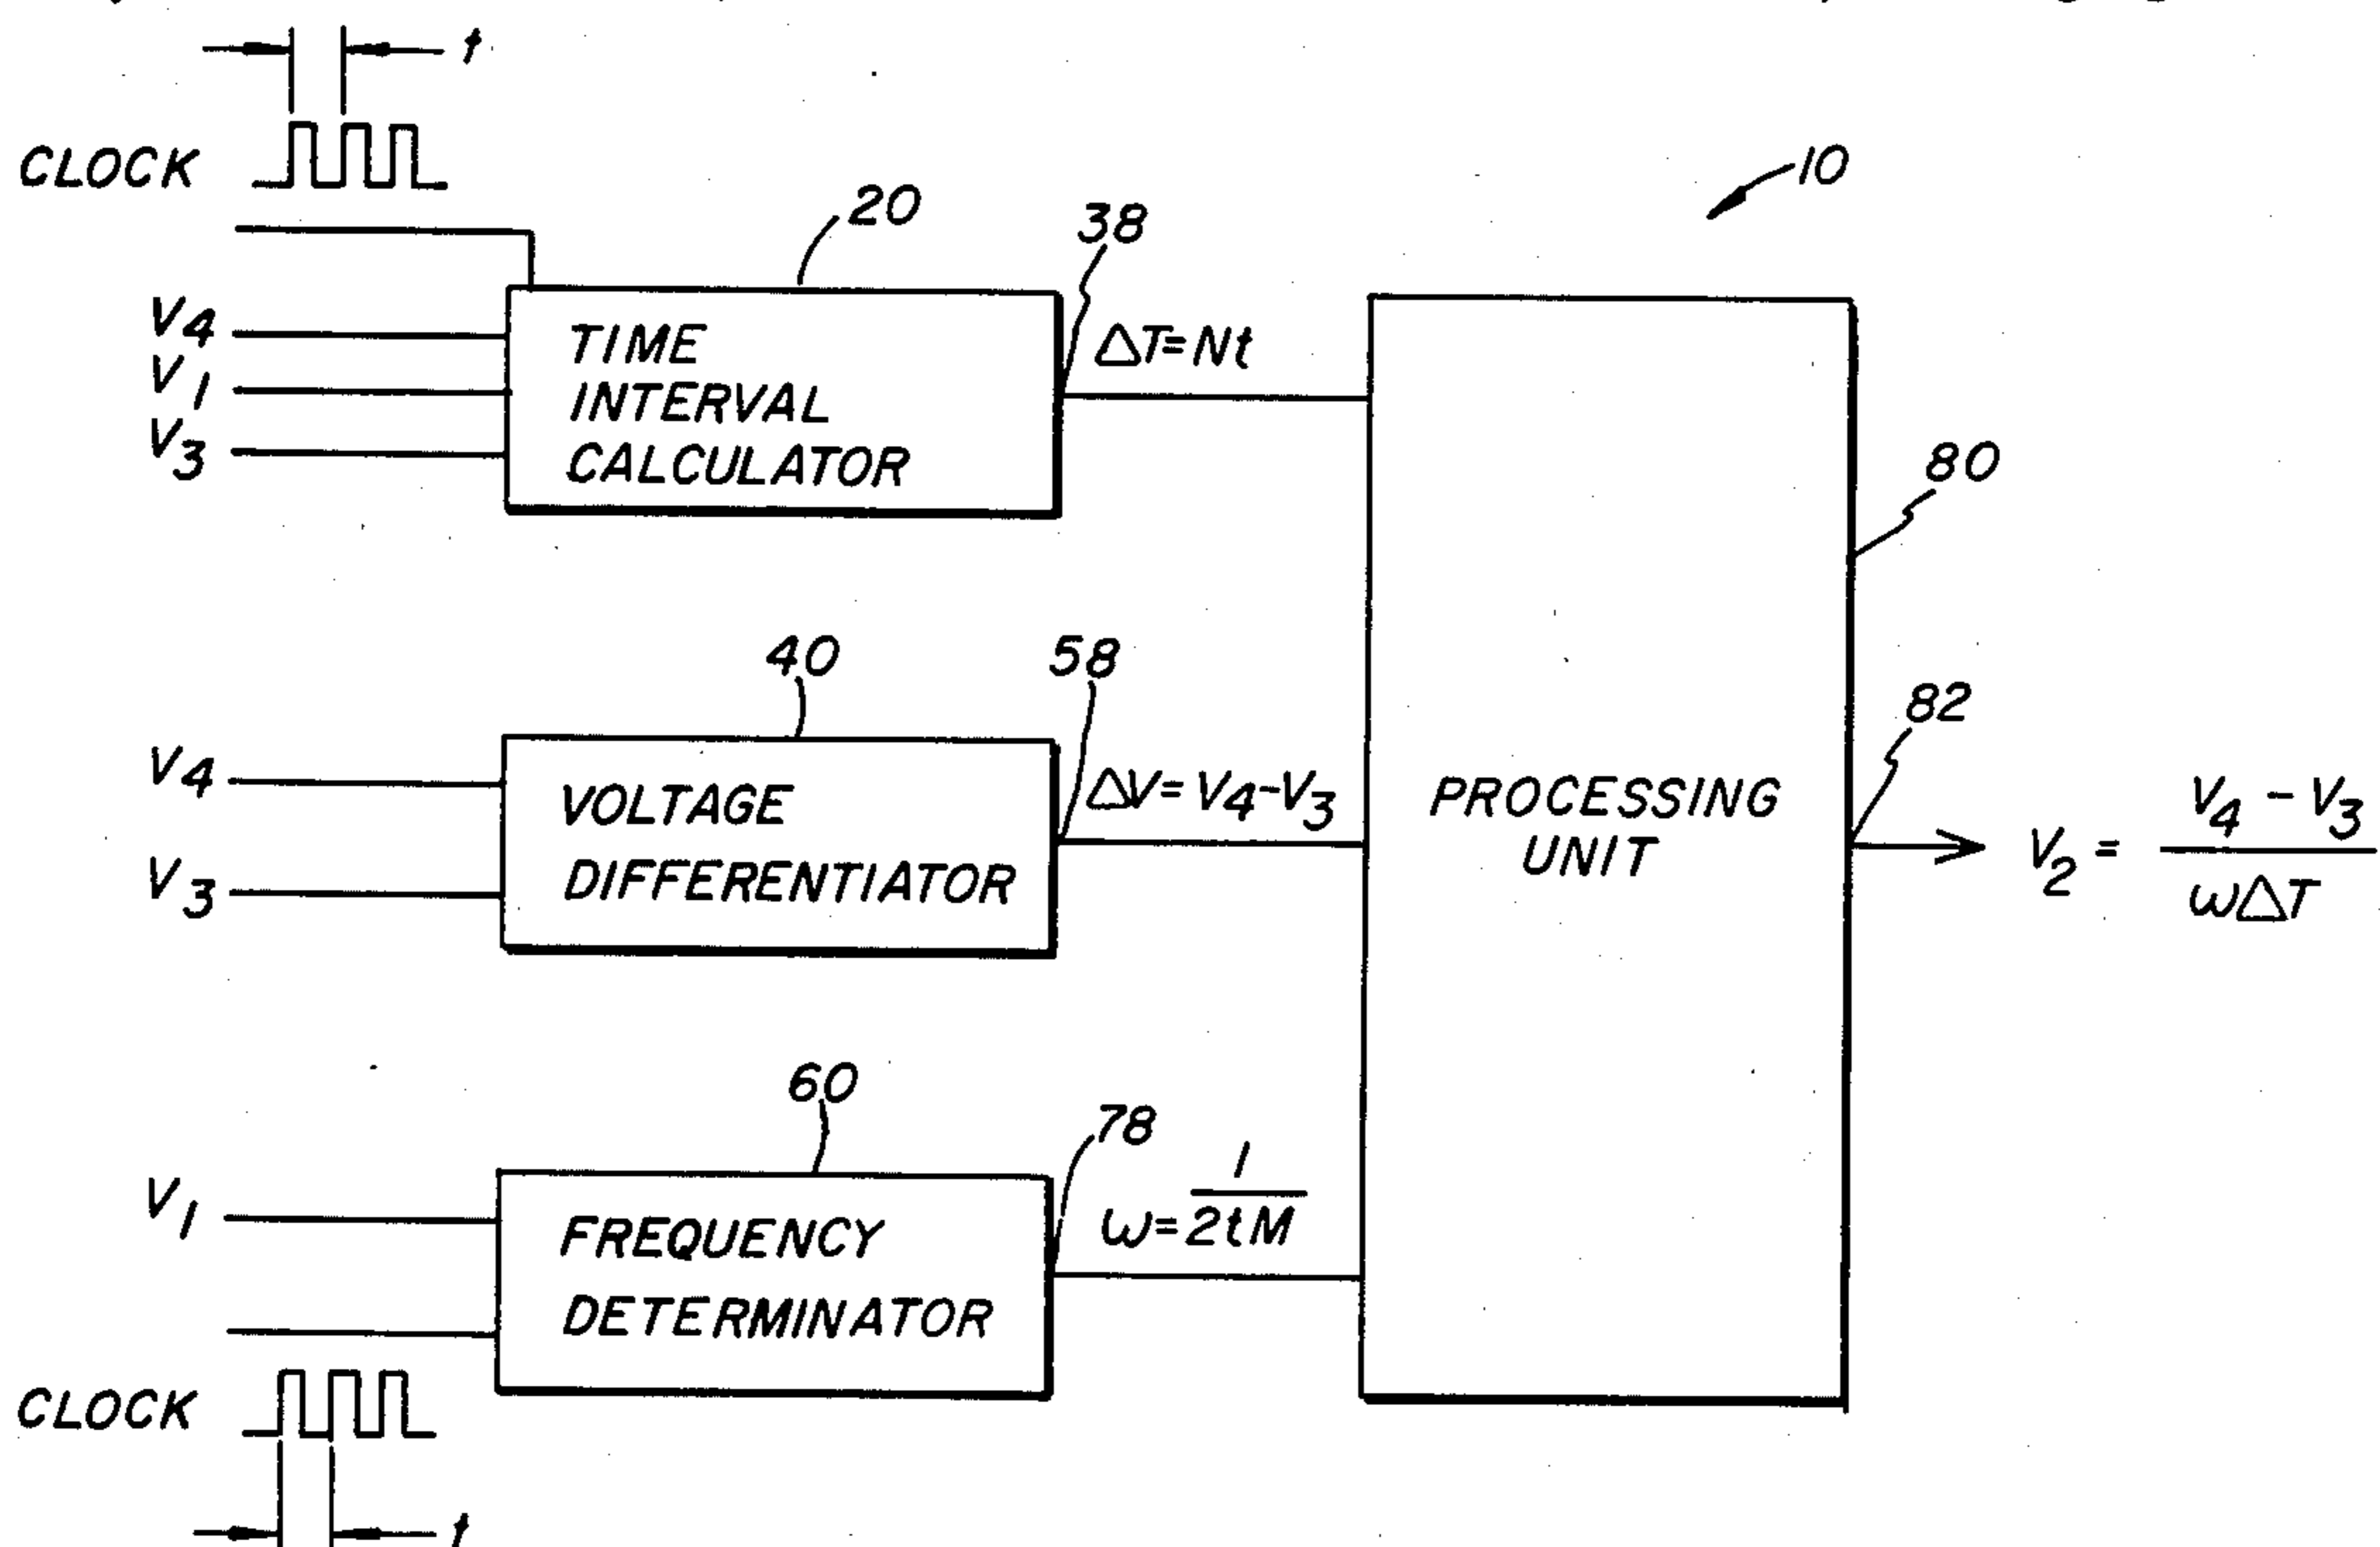 t
CLOCK
10
20
38
V4
V1
V3
TIME
INTERVAL
CALCULATOR
ΔT=Nt
80
40
58
82
V4
V3
VOLTAGE
DIFFERENTIATOR
ΔV=V4-V3
PROCESSING
UNIT
V2 = V4 - V3 / ωΔT
60
78
V1
FREQUENCY
DETERMINATOR
ω= 1 / 2tM
CLOCK
t